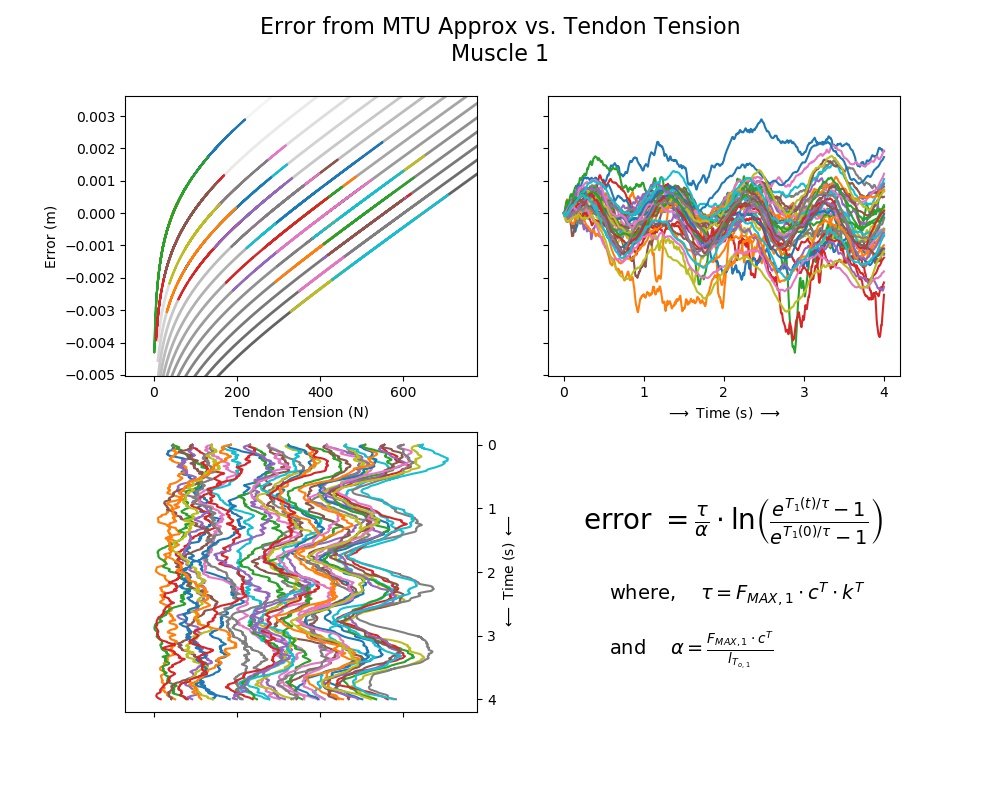 Error from MTU Approx vs. Tendon Tension
Muscle 1
0.003
0.002
0.001
0.000
−0.001
−0.002
−0.003
−0.004
−0.005
Error (m)
0 200 400 600
Tendon Tension (N)
0 1 2 3 4
⟶ Time (s) ⟶
0
1
2
3
4
⟵ Time (s) ⟵
error = τ/α · ln((e^{T₁(t)/τ} − 1)/(e^{T₁(0)/τ} − 1))
where, τ = F_{MAX,1} · c^T · k^T
and α = (F_{MAX,1} · c^T)/(l_{T_{o,1}})